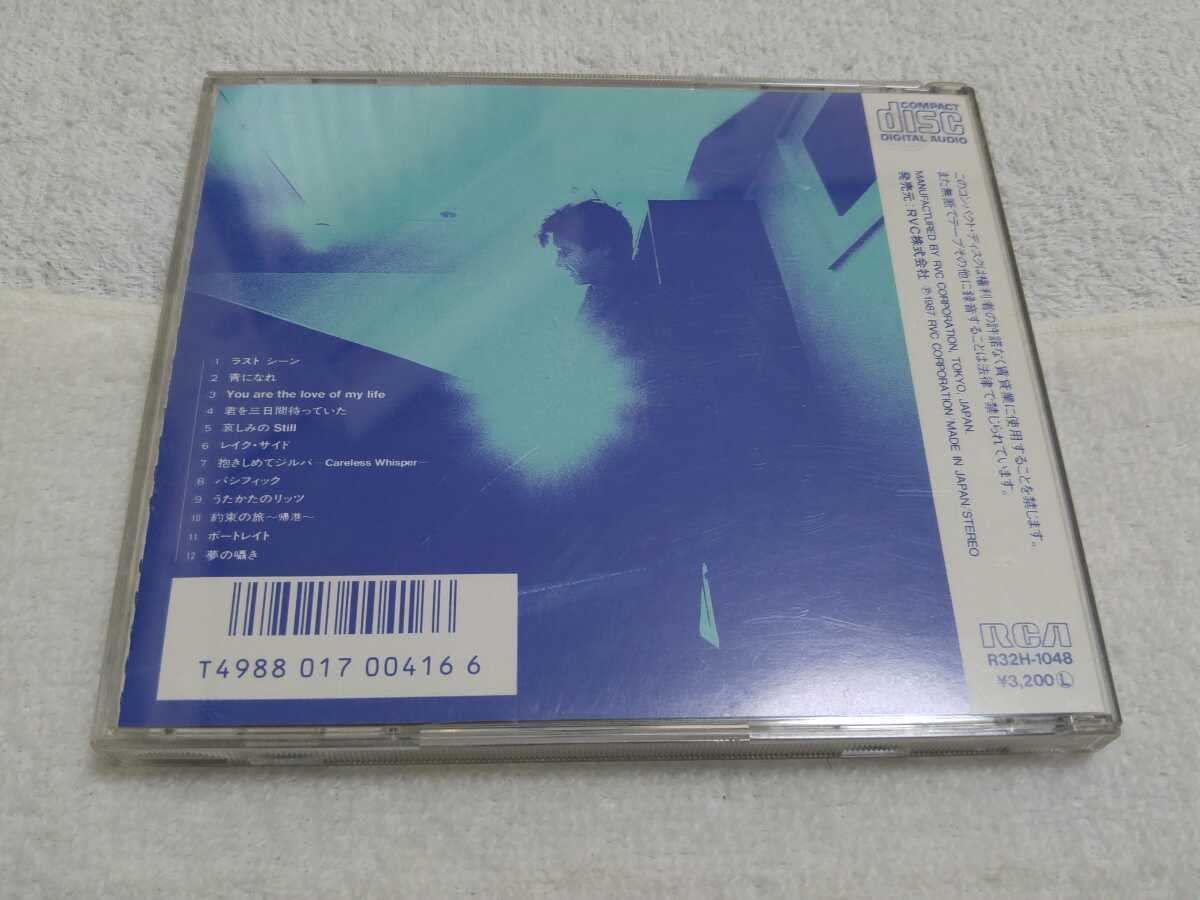 1 ラスト シーン
2 青になれ
3 You are the love of my life
4 君を三日間待っていた
5 哀しみの Still
6 レイク・サイド
7 抱きしめてジルバ —Careless Whisper—
8 パシフィック
9 うたかたのリッツ
10 約束の旅〜帰港〜
11 ポートレイト
12 夢の囁き
T4988 017 00416 6
COMPACT
disc
DIGITAL AUDIO
このコンパクト・ディスクは権利者の許諾なく賃貸業に使用することを禁じます。
また無断でテープその他に録音することは法律で禁じられています。
MANUFACTURED BY RVC CORPORATION, TOKYO, JAPAN
発売元:RVC株式会社 ℗1987 RVC CORPORATION MADE IN JAPAN/STEREO
RCA
R32H-1048
¥3,200Ⓛ